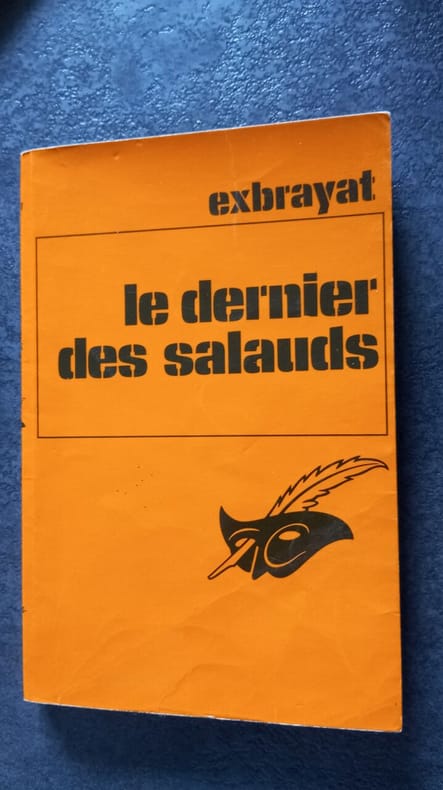 exbrayat
le dernier
des salauds